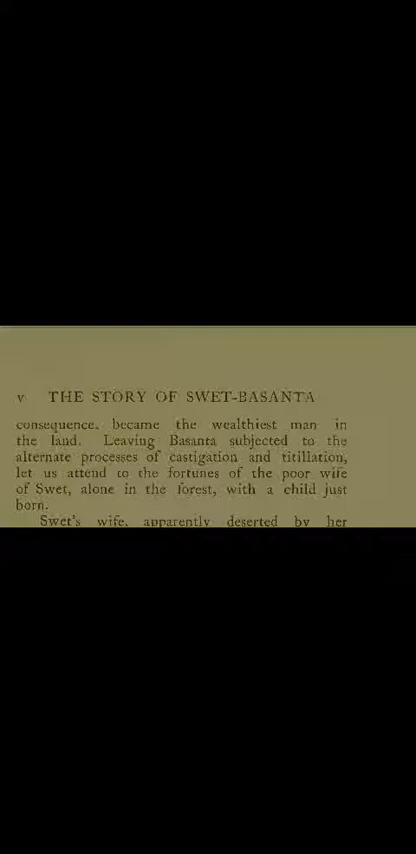 v THE STORY OF SWET-BASANTA
consequence, became the wealthiest man in
the land. Leaving Basanta subjected to the
alternate processes of castigation and titillation,
let us attend to the fortunes of the poor wife
of Swet, alone in the forest, with a child just
born.
Swet's wife, apparently deserted by her